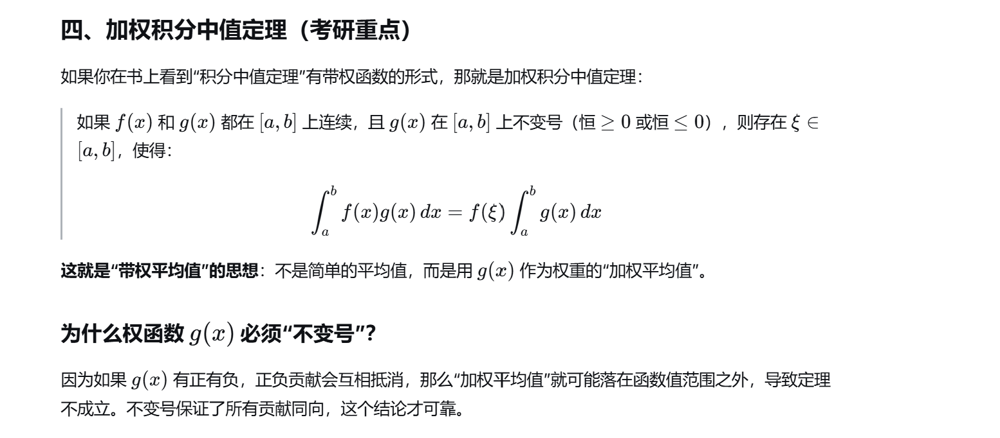 四、加权积分中值定理（考研重点）
如果你在书上看到“积分中值定理”有带权函数的形式，那就是加权积分中值定理：
如果 f(x) 和 g(x) 都在 [a, b] 上连续，且 g(x) 在 [a, b] 上不变号（恒 ≥ 0 或恒 ≤ 0），则存在 ξ ∈
[a, b]，使得：
∫_a^b f(x)g(x) dx = f(ξ) ∫_a^b g(x) dx
这就是“带权平均值”的思想：不是简单的平均值，而是用 g(x) 作为权重的“加权平均值”。
为什么权函数 g(x) 必须“不变号”？
因为如果 g(x) 有正有负，正负贡献会互相抵消，那么“加权平均值”就可能落在函数值范围之外，导致定理
不成立。不变号保证了所有贡献同向，这个结论才可靠。